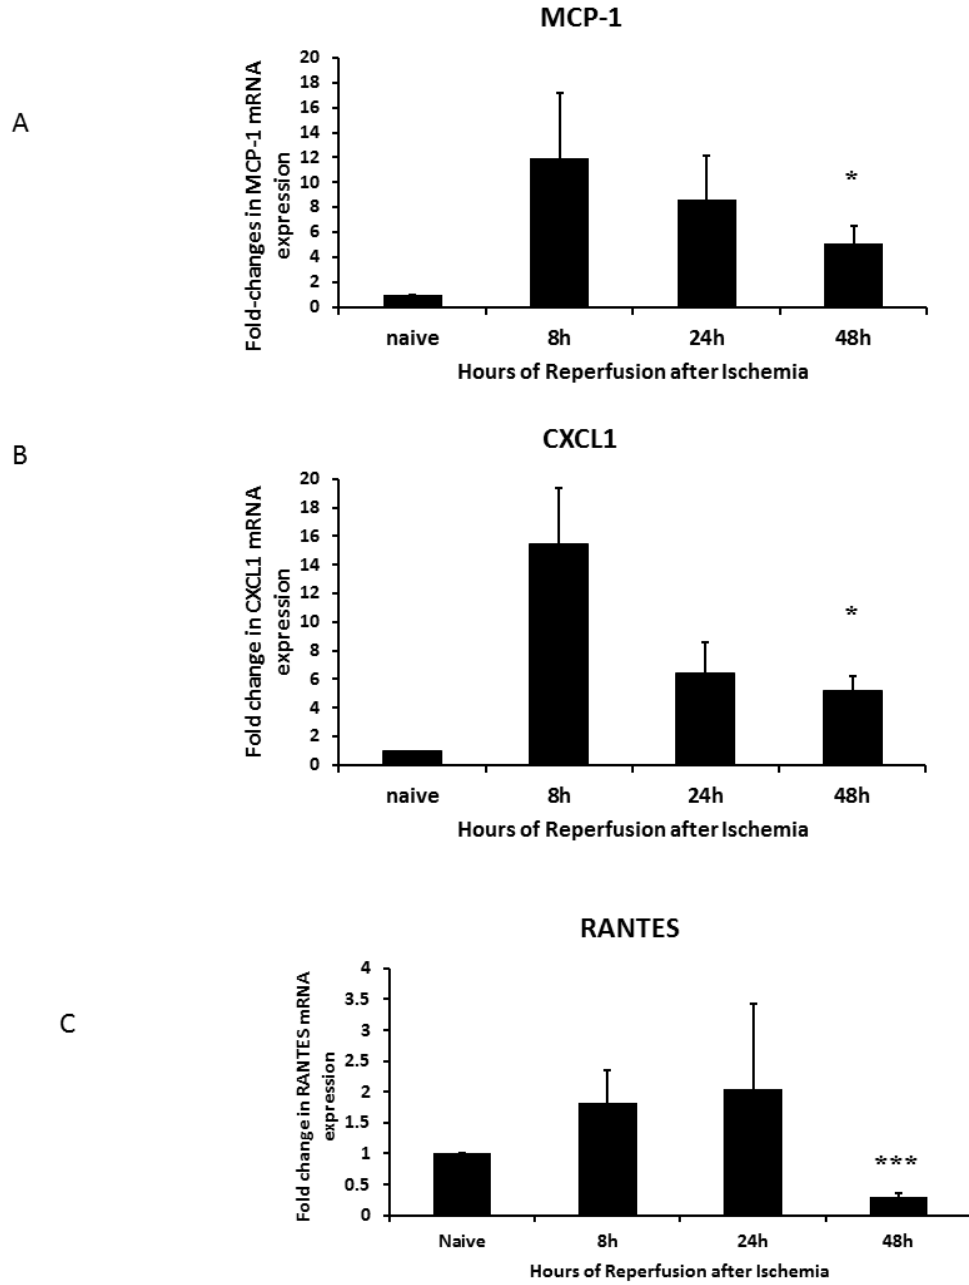 MCP-1
A
Fold-changes in MCP-1 mRNA
expression
20
18
16
14
12
10
8
6
4
2
0
*
naive 8h 24h 48h
Hours of Reperfusion after Ischemia
CXCL1
B
Fold change in CXCL1 mRNA
expression
20
18
16
14
12
10
8
6
4
2
0
*
naive 8h 24h 48h
Hours of Reperfusion after Ischemia
RANTES
C
Fold change in RANTES mRNA
expression
4
3.5
3
2.5
2
1.5
1
0.5
0
***
Naive 8h 24h 48h
Hours of Reperfusion after Ischemia